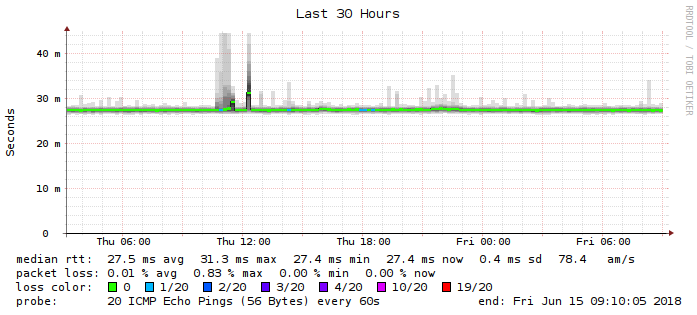 Last 30 Hours
RRDTOOL / TOBI OETIKER
Seconds
40 m
30 m
20 m
10 m
0
Thu 06:00 Thu 12:00 Thu 18:00 Fri 00:00 Fri 06:00
median rtt: 27.5 ms avg 31.3 ms max 27.4 ms min 27.4 ms now 0.4 ms sd 78.4 am/s
packet loss: 0.01 % avg 0.83 % max 0.00 % min 0.00 % now
loss color: 0 1/20 2/20 3/20 4/20 10/20 19/20
probe: 20 ICMP Echo Pings (56 Bytes) every 60s end: Fri Jun 15 09:10:05 2018